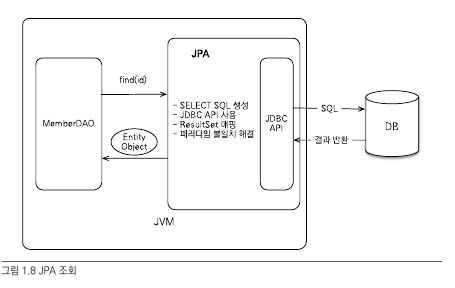 JPA
find(id)
- SELECT SQL 생성
- JDBC API 사용
- ResultSet 매핑
- 패러다임 불일치 해결
MemberDAO
Entity
Object
JDBC
API
SQL
결과 반환
DB
JVM
그림 1.8 JPA 조회